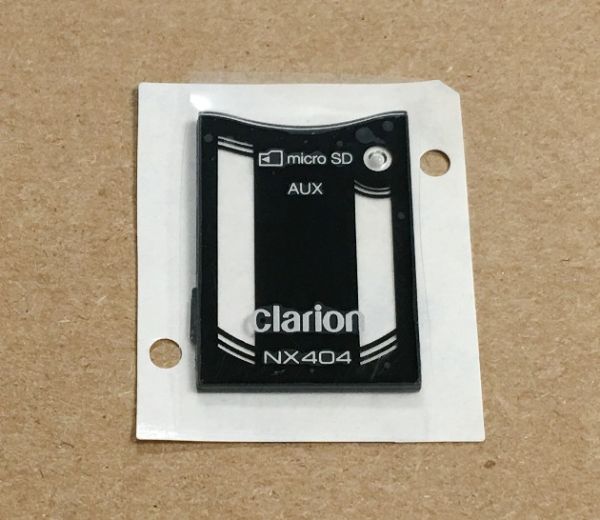 micro SD
AUX
clarion
NX404